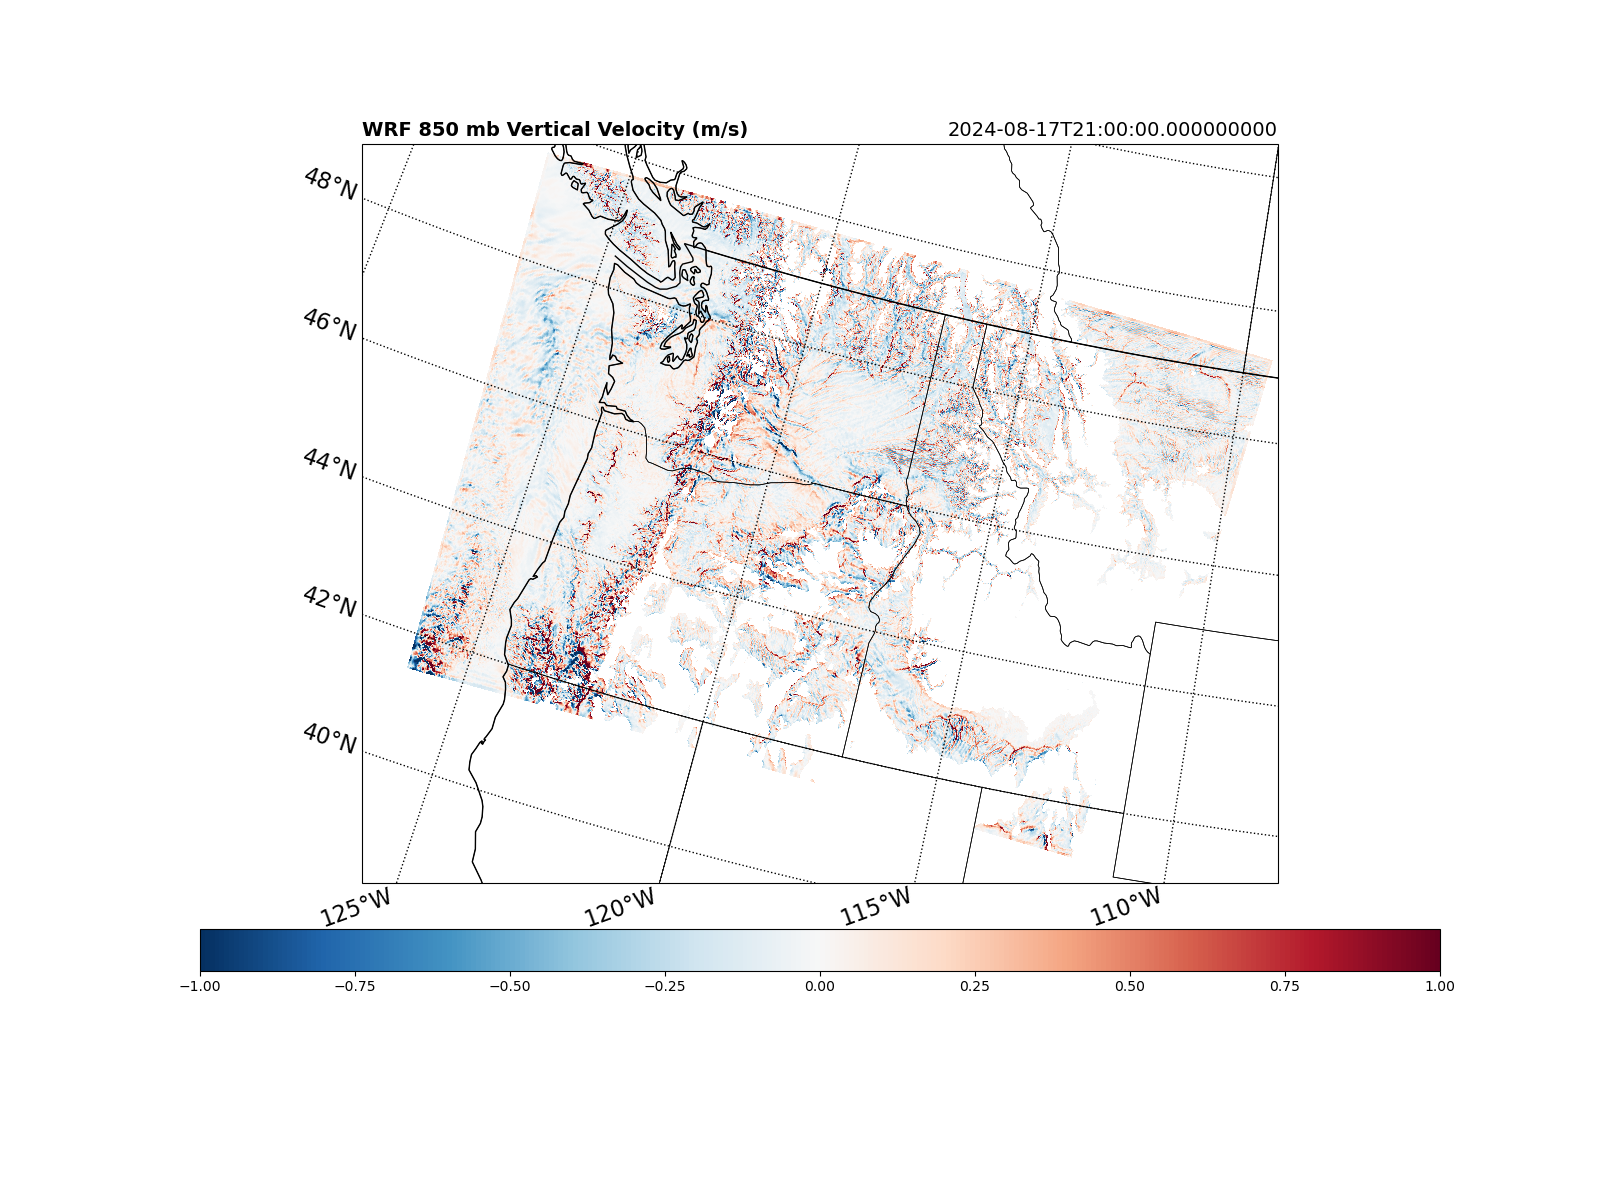 WRF 850 mb Vertical Velocity (m/s) 2024-08-17T21:00:00.000000000
48°N
46°N
44°N
42°N
40°N
125°W 120°W 115°W 110°W
−1.00 −0.75 −0.50 −0.25 0.00 0.25 0.50 0.75 1.00